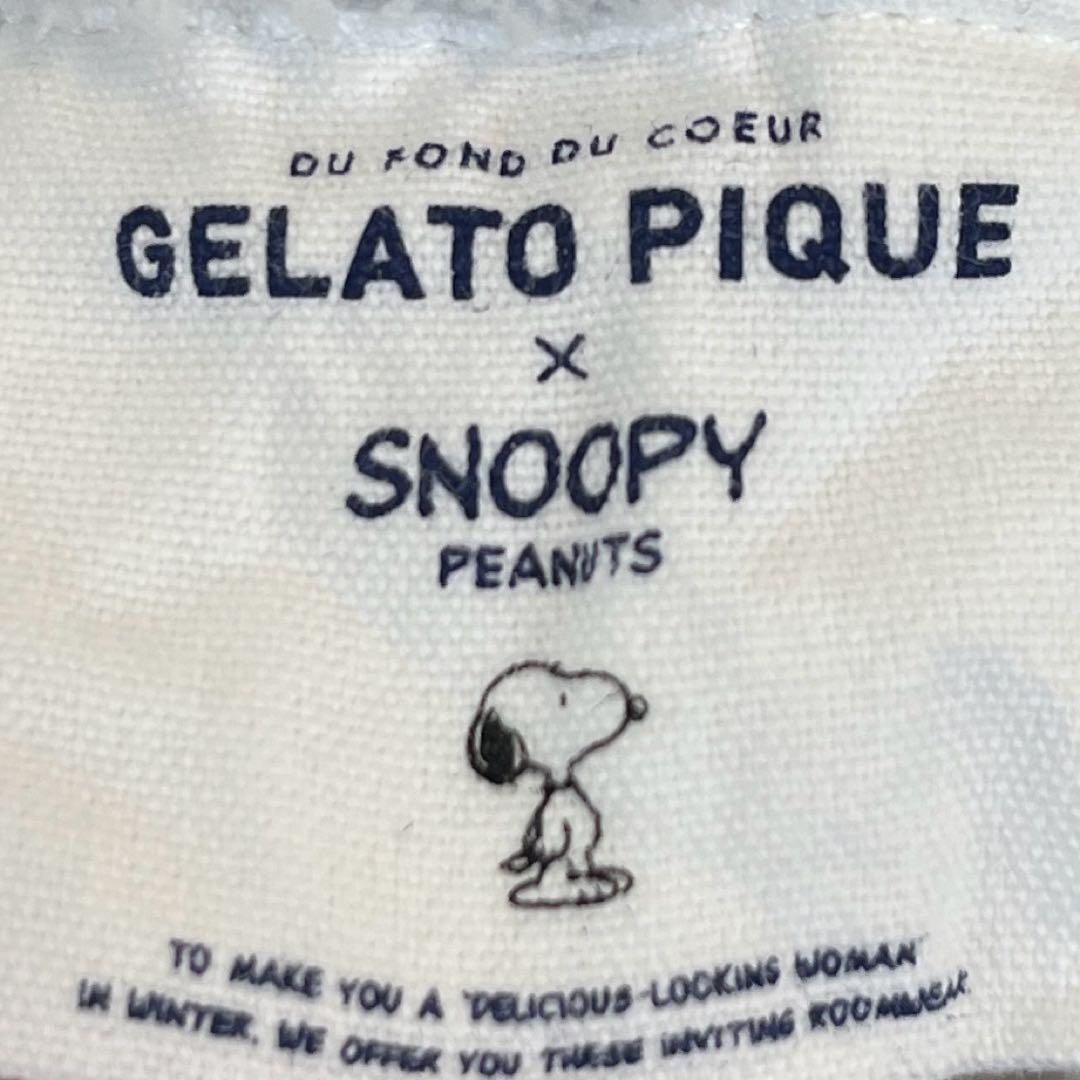 DU FOND DU COEUR
GELATO PIQUE
×
SNOOPY
PEANUTS
TO MAKE YOU A "DELICIOUS-LOOKING WOMAN"
IN WINTER, WE OFFER YOU THESE INVITING ROOMWEAR